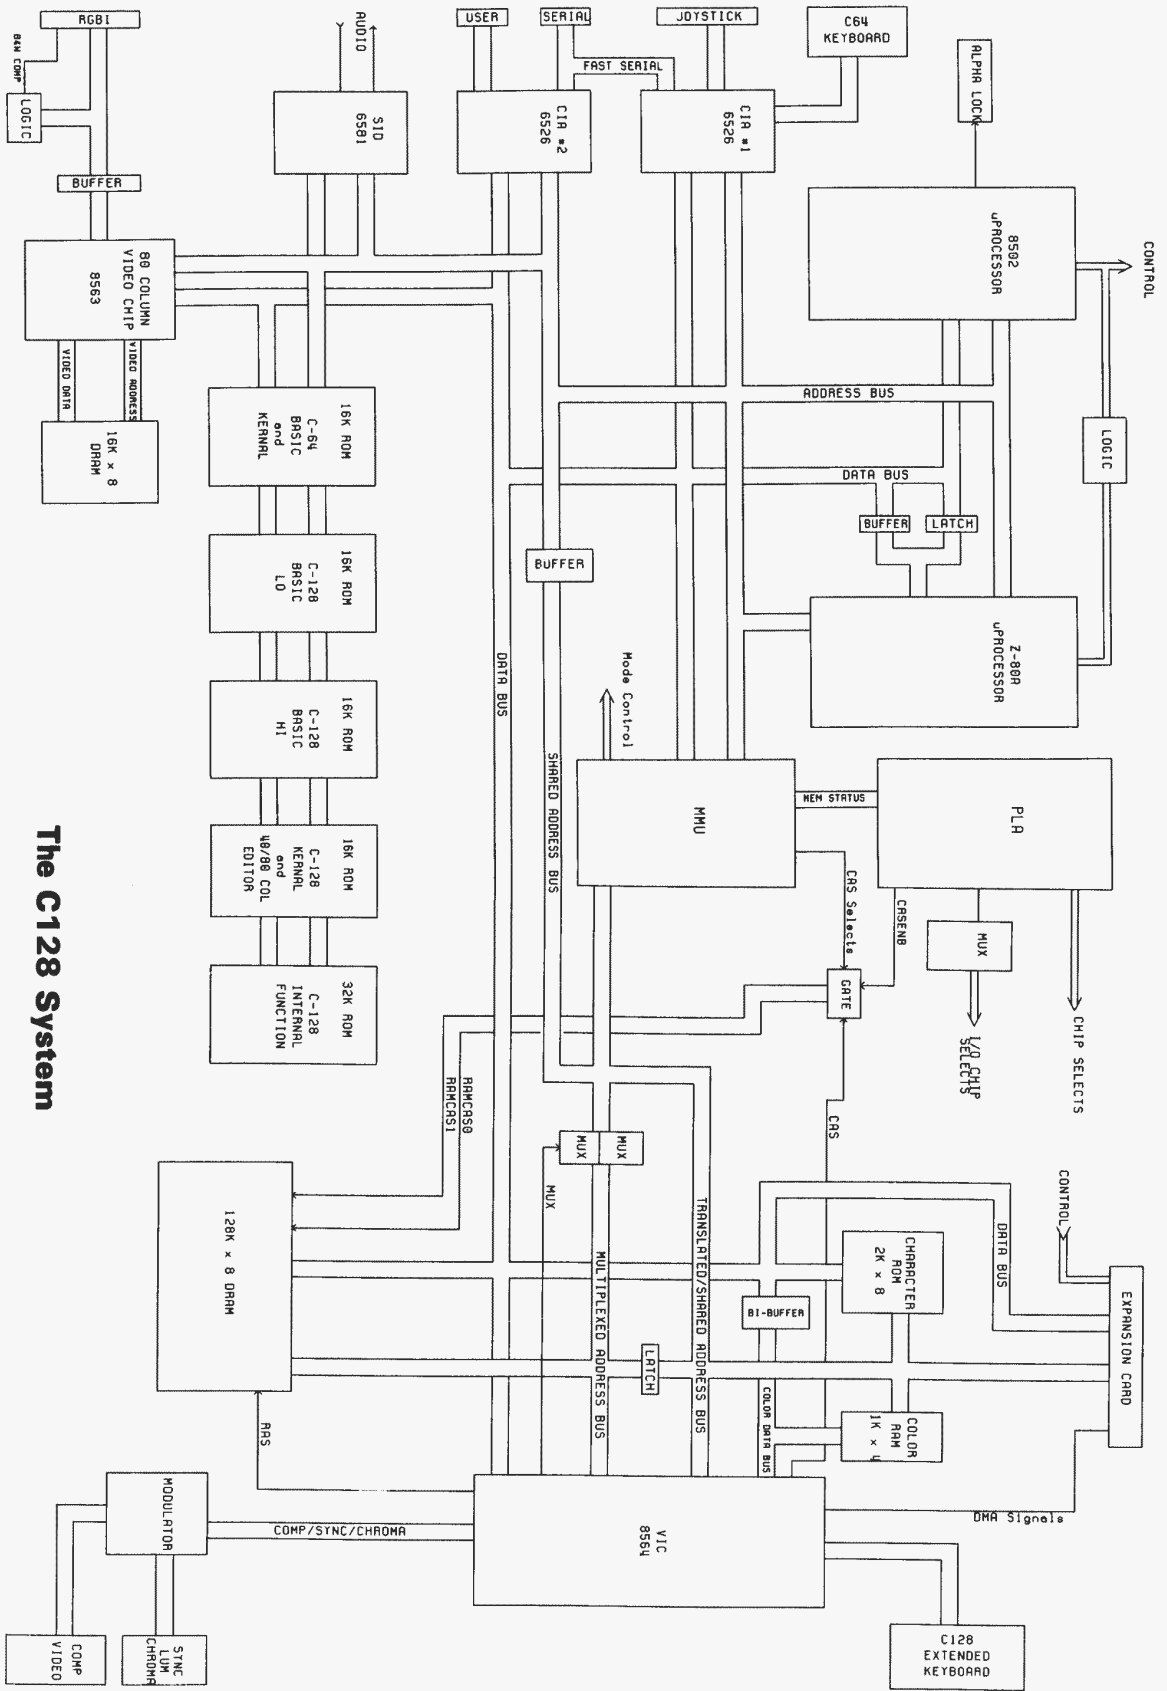 RGBI
B&W COMP
LOGIC
BUFFER
80 COLUMN
VIDEO CHIP
8563
VIDEO DATA
VIDEO ADDRESS
16K × 8
DRAM
AUDIO
SID
6581
USER
SERIAL
FAST SERIAL
JOYSTICK
CIA #2
6526
CIA #1
6526
C64
KEYBOARD
ALPHA LOCK
8502
uPROCESSOR
CONTROL
LOGIC
ADDRESS BUS
DATA BUS
BUFFER
LATCH
Z-80A
uPROCESSOR
16K ROM
C-64
BASIC
and
KERNAL
16K ROM
C-128
BASIC
LO
16K ROM
C-128
BASIC
HI
16K ROM
C-128
KERNAL
and
40/80 COL
EDITOR
32K ROM
C-128
INTERNAL
FUNCTION
BUFFER
DATA BUS
SHARED ADDRESS BUS
Mode Control
MMU
MEM STATUS
PLA
CAS Selects
CASENB
GATE
MUX
I/O CHIP
SELECTS
CHIP SELECTS
RAMCAS0
RAMCAS1
CAS
MUX
MUX
MUX
TRANSLATED/SHARED ADDRESS BUS
MULTIPLEXED ADDRESS BUS
128K × 8 DRAM
LATCH
BI-BUFFER
CHARACTER
ROM
2K × 8
COLOR DATA BUS
COLOR
RAM
1K × 4
DATA BUS
CONTROL
EXPANSION CARD
DMA Signals
RAS
VIC
8564
COMP/SYNC/CHROMA
MODULATOR
COMP
VIDEO
SYNC
LUM
CHROMA
C128
EXTENDED
KEYBOARD
The C128 System